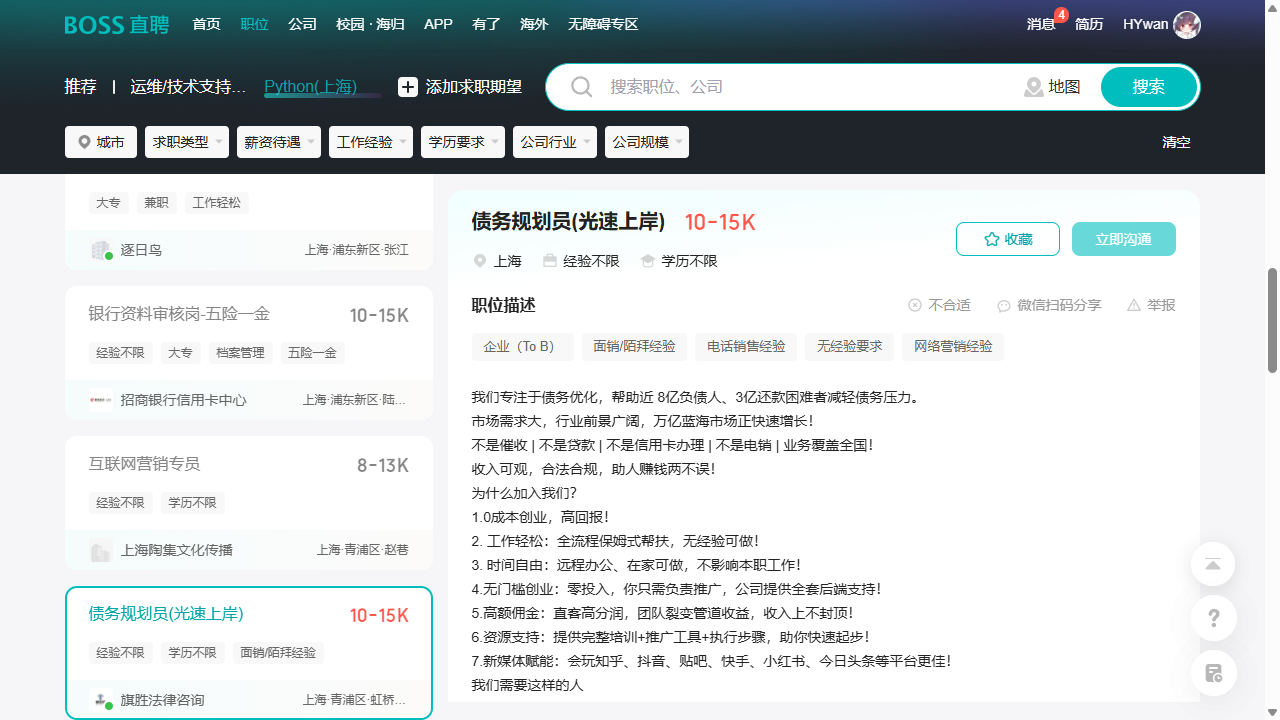 BOSS 直聘 首页 职位 公司 校园 · 海归 APP 有了 海外 无障碍专区 消息 4 简历 HYwan
推荐 | 运维/技术支持... Python(上海) 添加求职期望 搜索职位、公司 地图 搜索
城市 求职类型 薪资待遇 工作经验 学历要求 公司行业 公司规模 清空
大专 兼职 工作轻松
逐日鸟 上海·浦东新区·张江
银行资料审核岗-五险一金 10-15K
经验不限 大专 档案管理 五险一金
招商银行信用卡中心 上海·浦东新区·陆...
互联网营销专员 8-13K
经验不限 学历不限
上海陶集文化传播 上海·青浦区·赵巷
债务规划员(光速上岸) 10-15K
经验不限 学历不限 面销/陌拜经验
旗胜法律咨询 上海·青浦区·虹桥...
债务规划员(光速上岸) 10-15K
收藏 立即沟通
上海 经验不限 学历不限
职位描述 不合适 微信扫码分享 举报
企业（To B） 面销/陌拜经验 电话销售经验 无经验要求 网络营销经验
我们专注于债务优化，帮助近 8亿负债人、3亿还款困难者减轻债务压力。
市场需求大，行业前景广阔，万亿蓝海市场正快速增长！
不是催收 | 不是贷款 | 不是信用卡办理 | 不是电销 | 业务覆盖全国！
收入可观，合法合规，助人赚钱两不误！
为什么加入我们？
1.0成本创业，高回报！
2. 工作轻松：全流程保姆式帮扶，无经验可做！
3. 时间自由：远程办公、在家可做，不影响本职工作！
4.无门槛创业：零投入，你只需负责推广，公司提供全套后端支持！
5.高额佣金：直客高分润，团队裂变管道收益，收入上不封顶！
6.资源支持：提供完整培训+推广工具+执行步骤，助你快速起步！
7.新媒体赋能：会玩知乎、抖音、贴吧、快手、小红书、今日头条等平台更佳！
我们需要这样的人